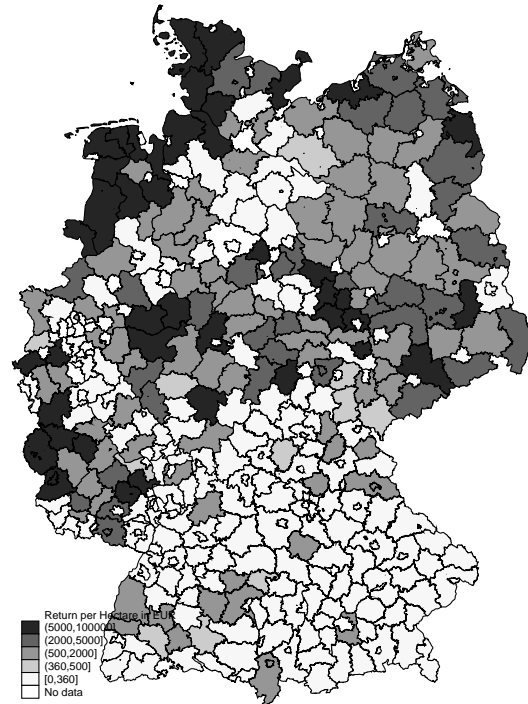 Return per Hectare in EUR
(5000,100000]
(2000,5000]
(500,2000]
(360,500]
[0,360]
No data